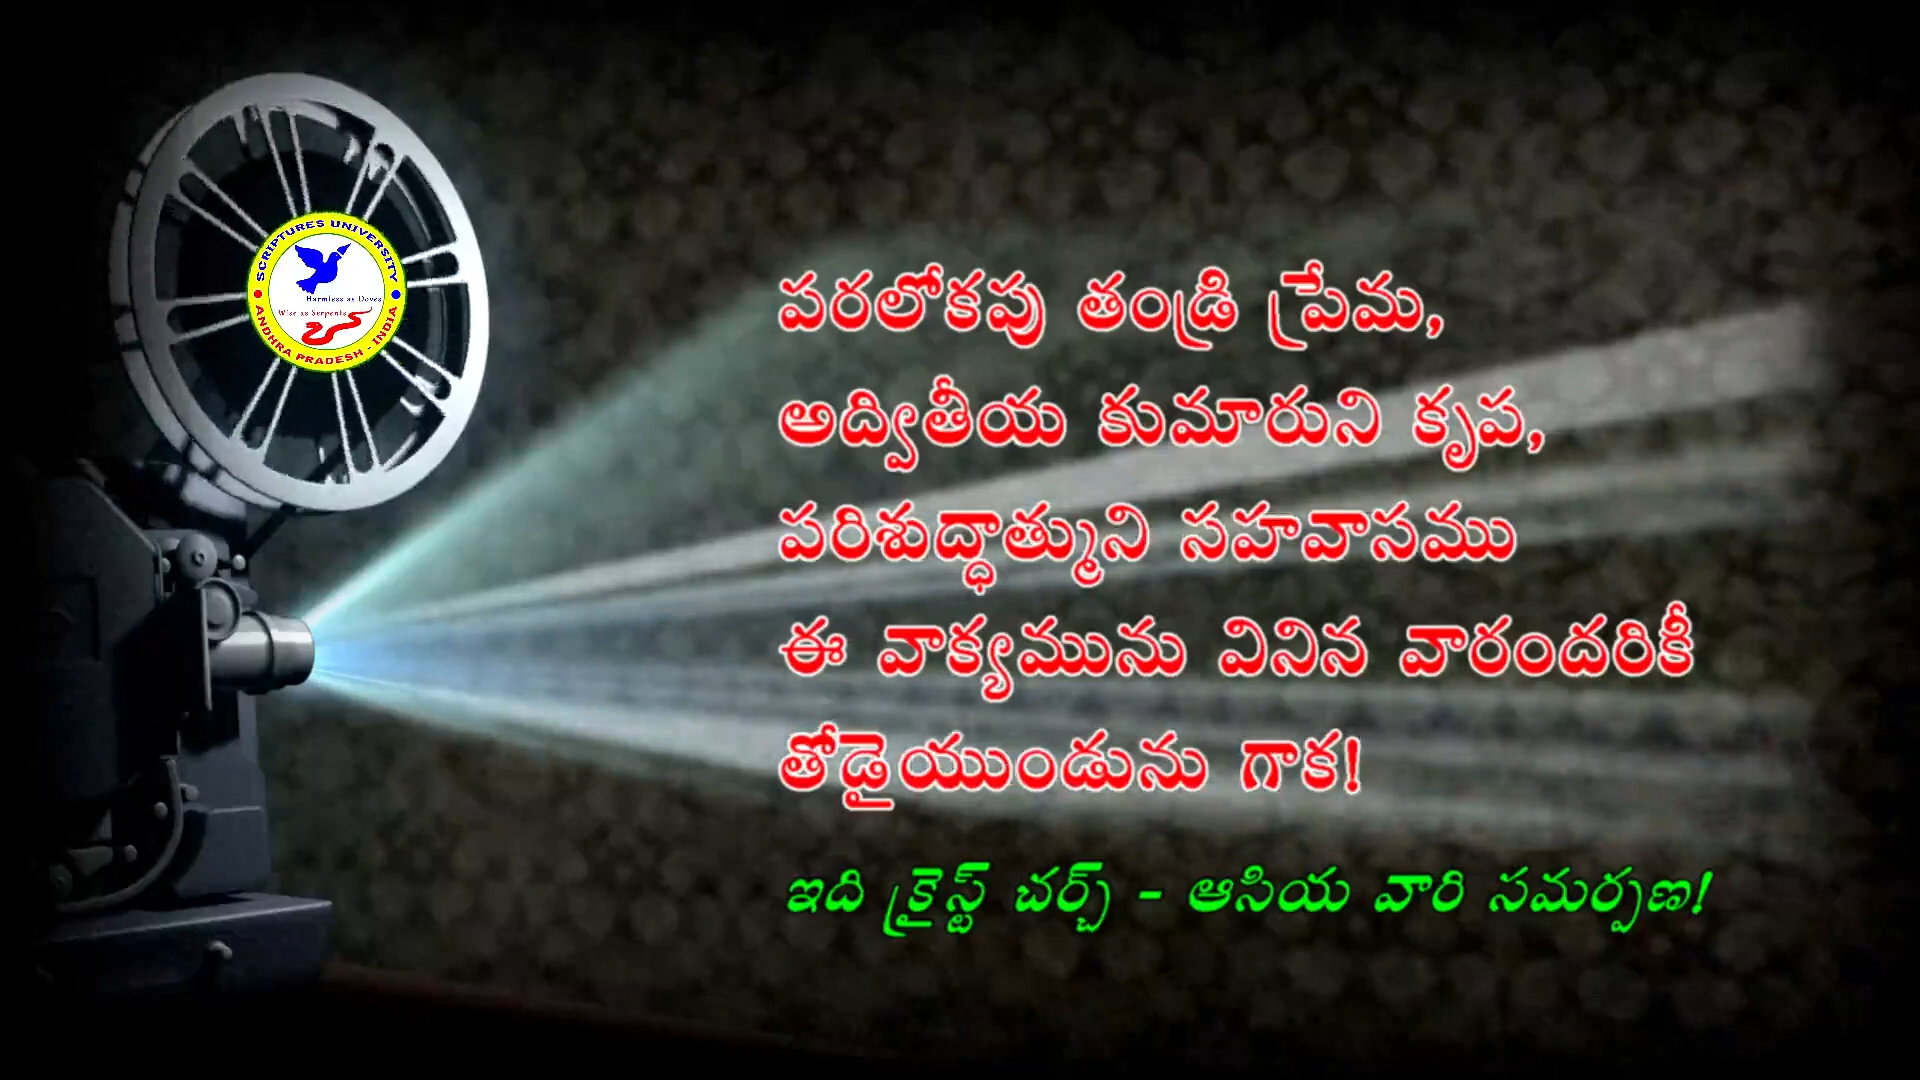 SCRIPTURES UNIVERSITY
Harmless as Doves
Wise as Serpents
ANDHRA PRADESH - INDIA
పరలోకపు తండ్రి ప్రేమ,
అద్వితీయ కుమారుని కృప,
పరిశుద్ధాత్ముని సహవాసము
ఈ వాక్యమును వినిన వారందరికీ
తోడైయుండును గాక!
ఇది క్రైస్ట్ చర్చ్ - ఆసియ వారి సమర్పణ!